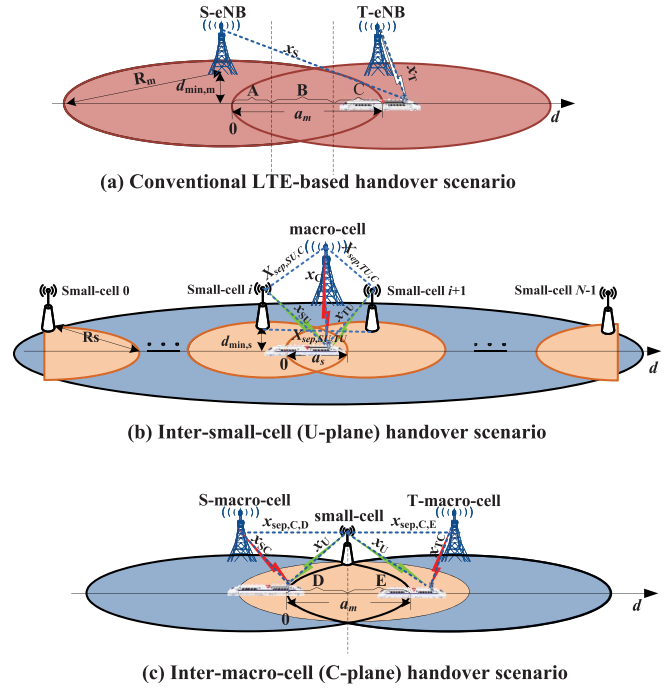 S-eNB T-eNB
x_S
x_T
R_m d_min,m A B C
0 a_m d
(a) Conventional LTE-based handover scenario
macro-cell
X_sep,SU,C x_C X_sep,TU,C
Small-cell 0 Small-cell i Small-cell i+1 Small-cell N-1
x_SU x_TU
Rs d_min,s X_sep,SU,TU
... ...
0 a_s d
(b) Inter-small-cell (U-plane) handover scenario
S-macro-cell T-macro-cell
x_sep,C,D small-cell x_sep,C,E
x_SC x_U x_U x_TC
D E
0 a_m d
(c) Inter-macro-cell (C-plane) handover scenario